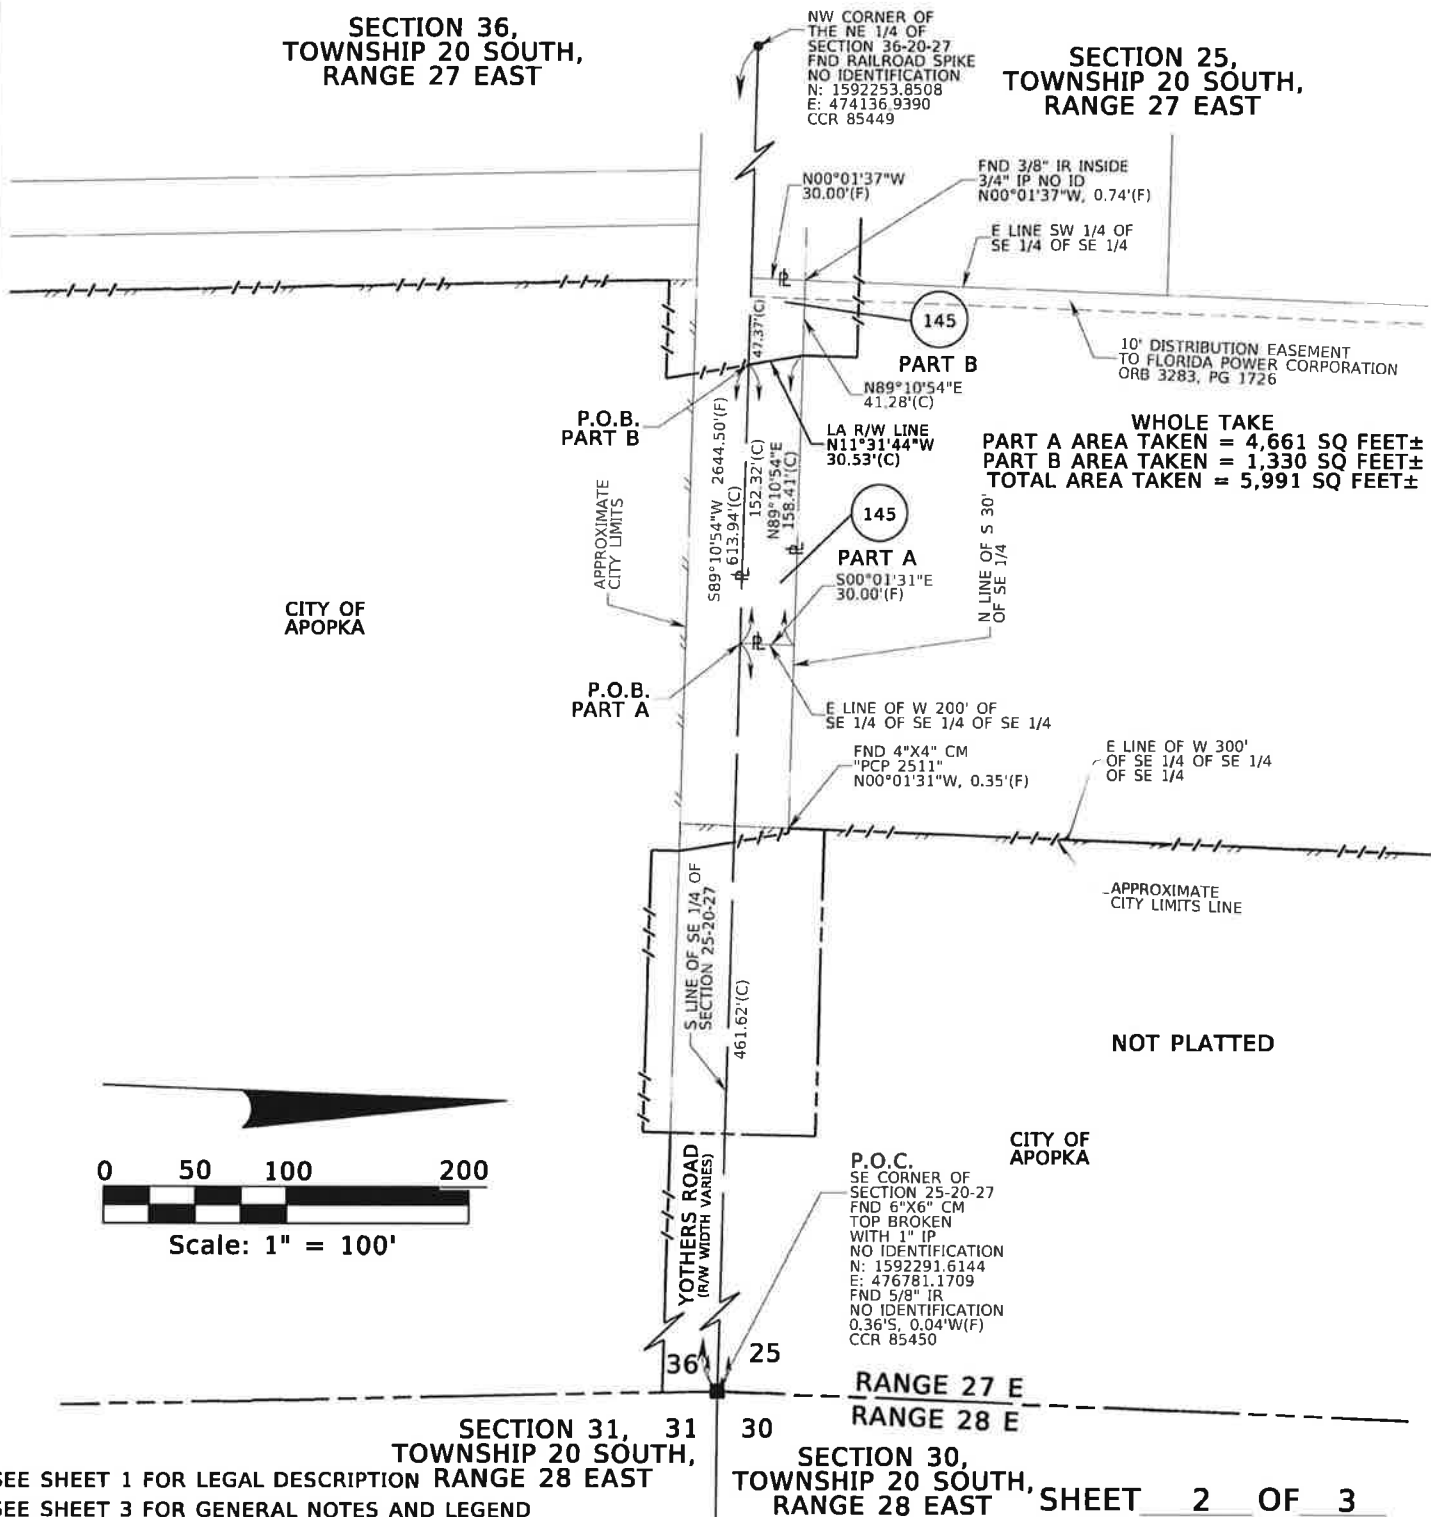 SECTION 36,
TOWNSHIP 20 SOUTH,
RANGE 27 EAST
NW CORNER OF
THE NE 1/4 OF
SECTION 36-20-27
FND RAILROAD SPIKE
NO IDENTIFICATION
N: 1592253.8508
E: 474136.9390
CCR 85449
SECTION 25,
TOWNSHIP 20 SOUTH,
RANGE 27 EAST
N00°01'37"W
30.00'(F)
FND 3/8" IR INSIDE
3/4" IP NO ID
N00°01'37"W, 0.74'(F)
E LINE SW 1/4 OF
SE 1/4 OF SE 1/4
145
PART B
47.37'(C)
10' DISTRIBUTION EASEMENT
TO FLORIDA POWER CORPORATION
ORB 3283, PG 1726
N89°10'54"E
41.28'(C)
P.O.B.
PART B
LA R/W LINE
N11°31'44"W
30.53'(C)
WHOLE TAKE
PART A AREA TAKEN = 4,661 SQ FEET±
PART B AREA TAKEN = 1,330 SQ FEET±
TOTAL AREA TAKEN = 5,991 SQ FEET±
S89°10'54"W 2644.50'(F)
613.94'(C)
152.32'(C)
N89°10'54"E
158.41'(C)
APPROXIMATE
CITY LIMITS
145
PART A
S00°01'31"E
30.00'(F)
N LINE OF S 30'
OF SE 1/4
CITY OF
APOPKA
P.O.B.
PART A
E LINE OF W 200' OF
SE 1/4 OF SE 1/4 OF SE 1/4
FND 4"X4" CM
"PCP 2511"
N00°01'31"W, 0.35'(F)
E LINE OF W 300'
OF SE 1/4 OF SE 1/4
OF SE 1/4
APPROXIMATE
CITY LIMITS LINE
S LINE OF SE 1/4 OF
SECTION 25-20-27
461.62'(C)
NOT PLATTED
CITY OF
APOPKA
0 50 100 200
Scale: 1" = 100'
YOTHERS ROAD
(R/W WIDTH VARIES)
P.O.C.
SE CORNER OF
SECTION 25-20-27
FND 6"X6" CM
TOP BROKEN
WITH 1" IP
NO IDENTIFICATION
N: 1592291.6144
E: 476781.1709
FND 5/8" IR
NO IDENTIFICATION
0.36'S, 0.04'W(F)
CCR 85450
36 25
RANGE 27 E
RANGE 28 E
31 30
SECTION 31,
TOWNSHIP 20 SOUTH,
RANGE 28 EAST
SECTION 30,
TOWNSHIP 20 SOUTH,
RANGE 28 EAST
SEE SHEET 1 FOR LEGAL DESCRIPTION
SEE SHEET 3 FOR GENERAL NOTES AND LEGEND
SHEET 2 OF 3